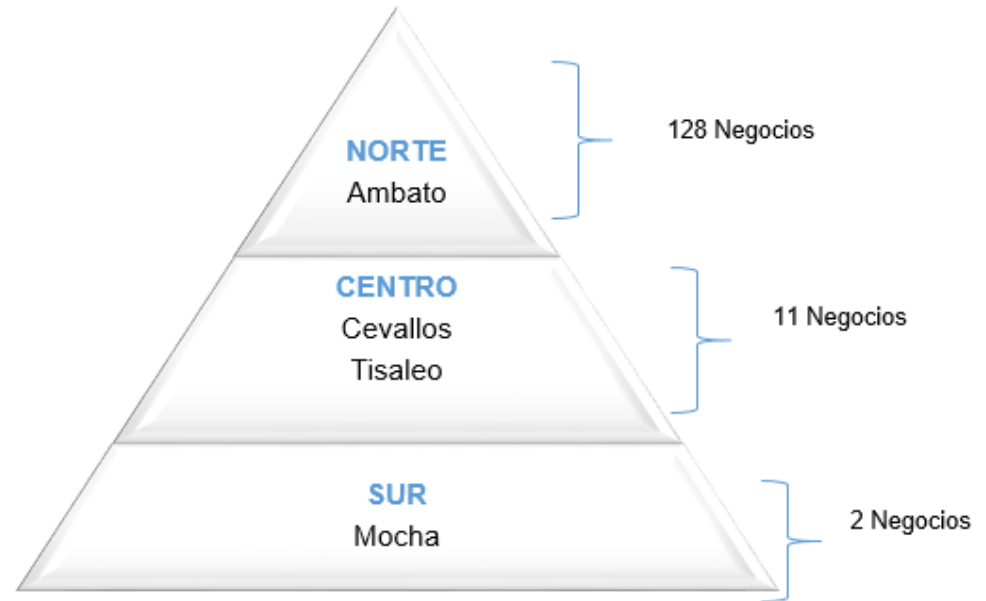 128 Negocios
NORTE
Ambato
CENTRO
Cevallos
11 Negocios
Tisaleo
SUR
2 Negocios
Mocha